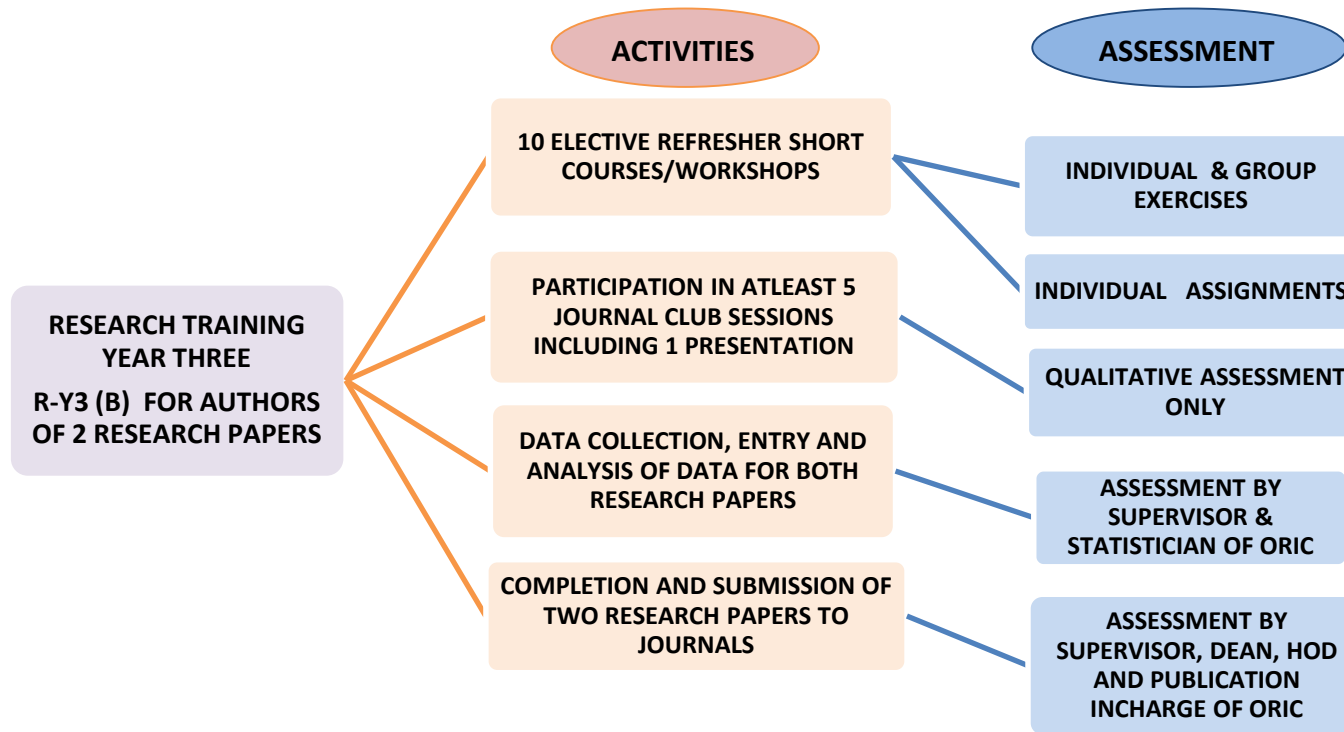 ACTIVITIES
ASSESSMENT
RESEARCH TRAINING
YEAR THREE
R-Y3 (B) FOR AUTHORS
OF 2 RESEARCH PAPERS
10 ELECTIVE REFRESHER SHORT
COURSES/WORKSHOPS
PARTICIPATION IN ATLEAST 5
JOURNAL CLUB SESSIONS
INCLUDING 1 PRESENTATION
DATA COLLECTION, ENTRY AND
ANALYSIS OF DATA FOR BOTH
RESEARCH PAPERS
COMPLETION AND SUBMISSION OF
TWO RESEARCH PAPERS TO
JOURNALS
INDIVIDUAL & GROUP
EXERCISES
INDIVIDUAL ASSIGNMENTS
QUALITATIVE ASSESSMENT
ONLY
ASSESSMENT BY
SUPERVISOR &
STATISTICIAN OF ORIC
ASSESSMENT BY
SUPERVISOR, DEAN, HOD
AND PUBLICATION
INCHARGE OF ORIC